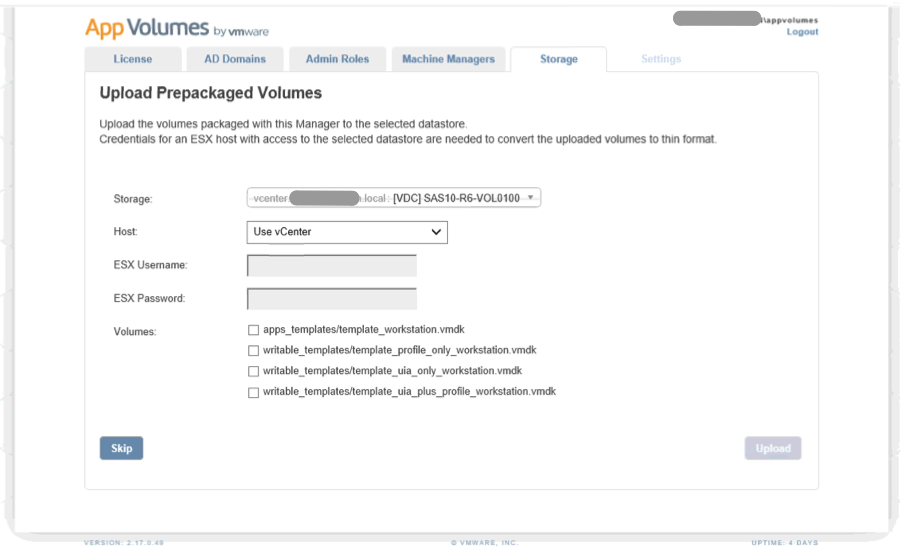 App Volumes by vmware
\appvolumes
Logout
License
AD Domains
Admin Roles
Machine Managers
Storage
Settings
Upload Prepackaged Volumes
Upload the volumes packaged with this Manager to the selected datastore.
Credentials for an ESX host with access to the selected datastore are needed to convert the uploaded volumes to thin format.
Storage:
vcenter. .local: [VDC] SAS10-R6-VOL0100
Host:
Use vCenter
ESX Username:
ESX Password:
Volumes:
apps_templates/template_workstation.vmdk
writable_templates/template_profile_only_workstation.vmdk
writable_templates/template_uia_only_workstation.vmdk
writable_templates/template_uia_plus_profile_workstation.vmdk
Skip
Upload
VERSION: 2.17.0.49
© VMWARE, INC.
UPTIME: 4 DAYS